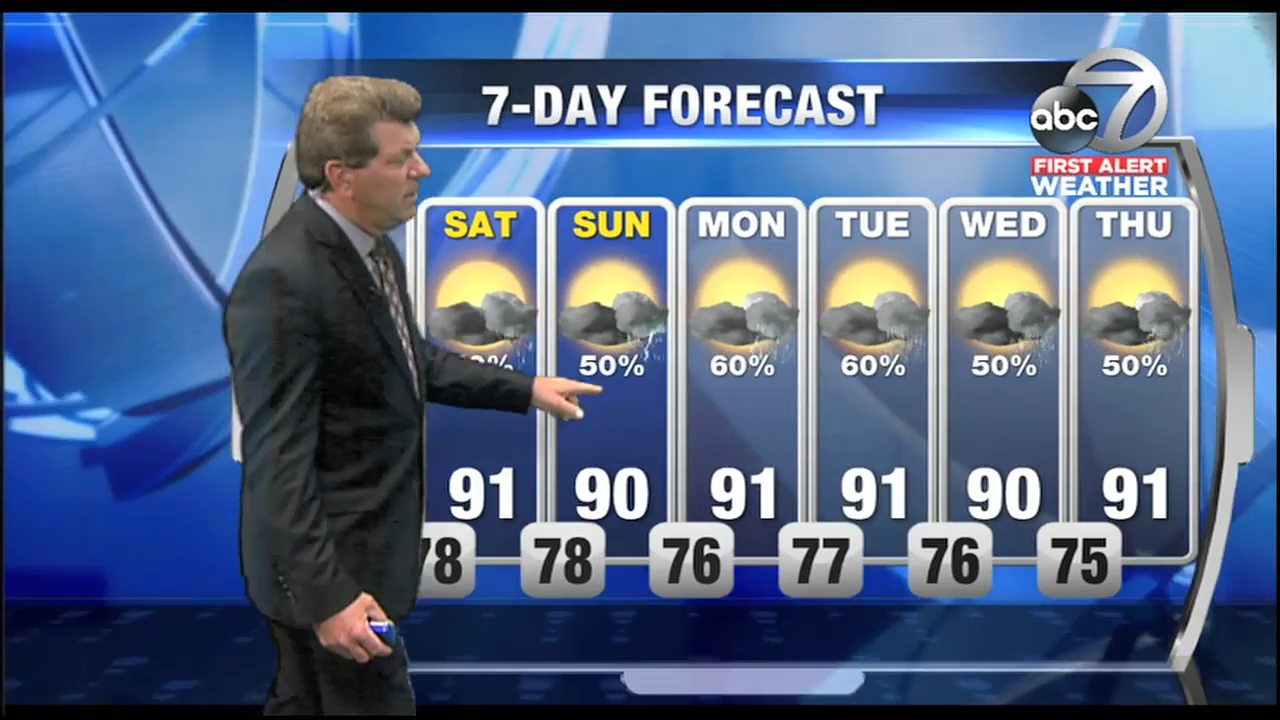 7-DAY FORECAST
abc 7
FIRST ALERT
WEATHER
SAT SUN MON TUE WED THU
50% 60% 60% 50% 50%
91 90 91 91 90 91
78 78 76 77 76 75